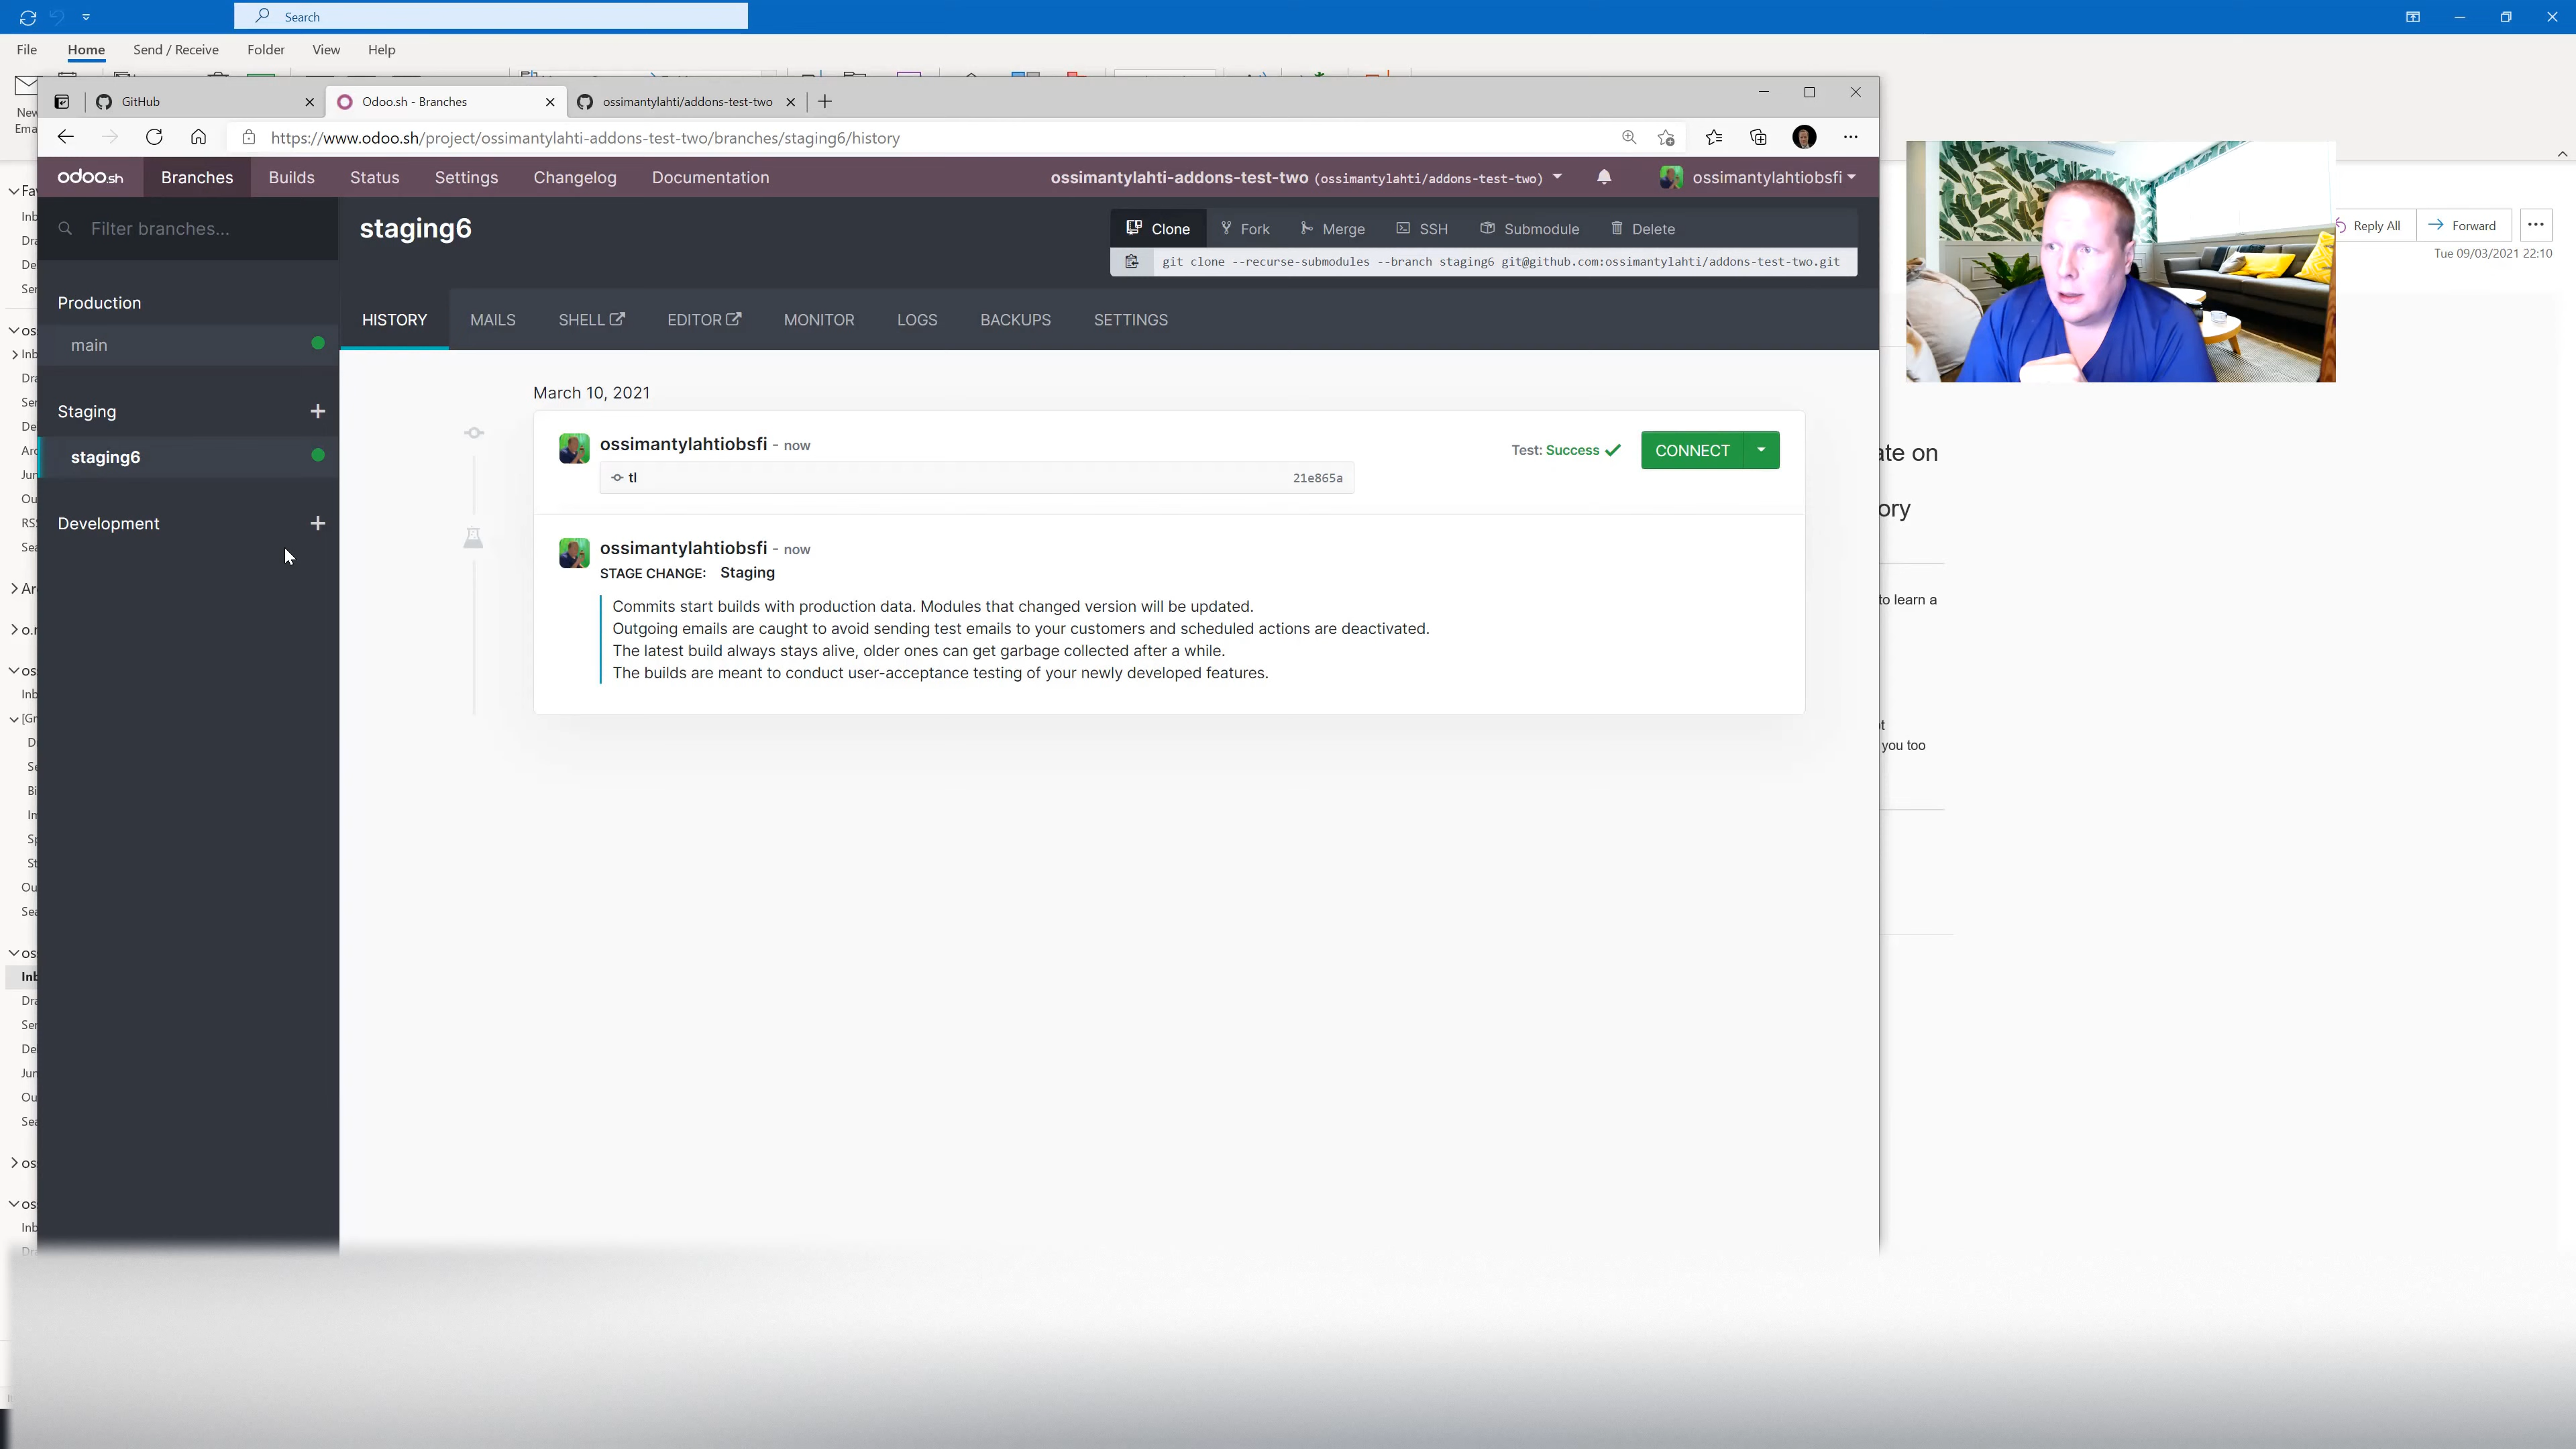 Search
File Home Send / Receive Folder View Help
New
GitHub
Odoo.sh - Branches
ossimantylahti/addons-test-two
https://www.odoo.sh/project/ossimantylahti-addons-test-two/branches/staging6/history
odoo.sh Branches Builds Status Settings Changelog Documentation
ossimantylahti-addons-test-two (ossimantylahti/addons-test-two)
ossimantylahtiobsfi
Filter branches...
staging6
Clone Fork Merge SSH Submodule Delete
git clone --recurse-submodules --branch staging6 git@github.com:ossimantylahti/addons-test-two.git
Reply All Forward
Tue 09/03/2021 22:10
Production
main
Staging
staging6
Development
HISTORY MAILS SHELL EDITOR MONITOR LOGS BACKUPS SETTINGS
March 10, 2021
ossimantylahtiobsfi - now
tl 21e865a
Test: Success
CONNECT
ossimantylahtiobsfi - now
STAGE CHANGE: Staging
Commits start builds with production data. Modules that changed version will be updated.
Outgoing emails are caught to avoid sending test emails to your customers and scheduled actions are deactivated.
The latest build always stays alive, older ones can get garbage collected after a while.
The builds are meant to conduct user-acceptance testing of your newly developed features.
ate on
ory
to learn a
you too